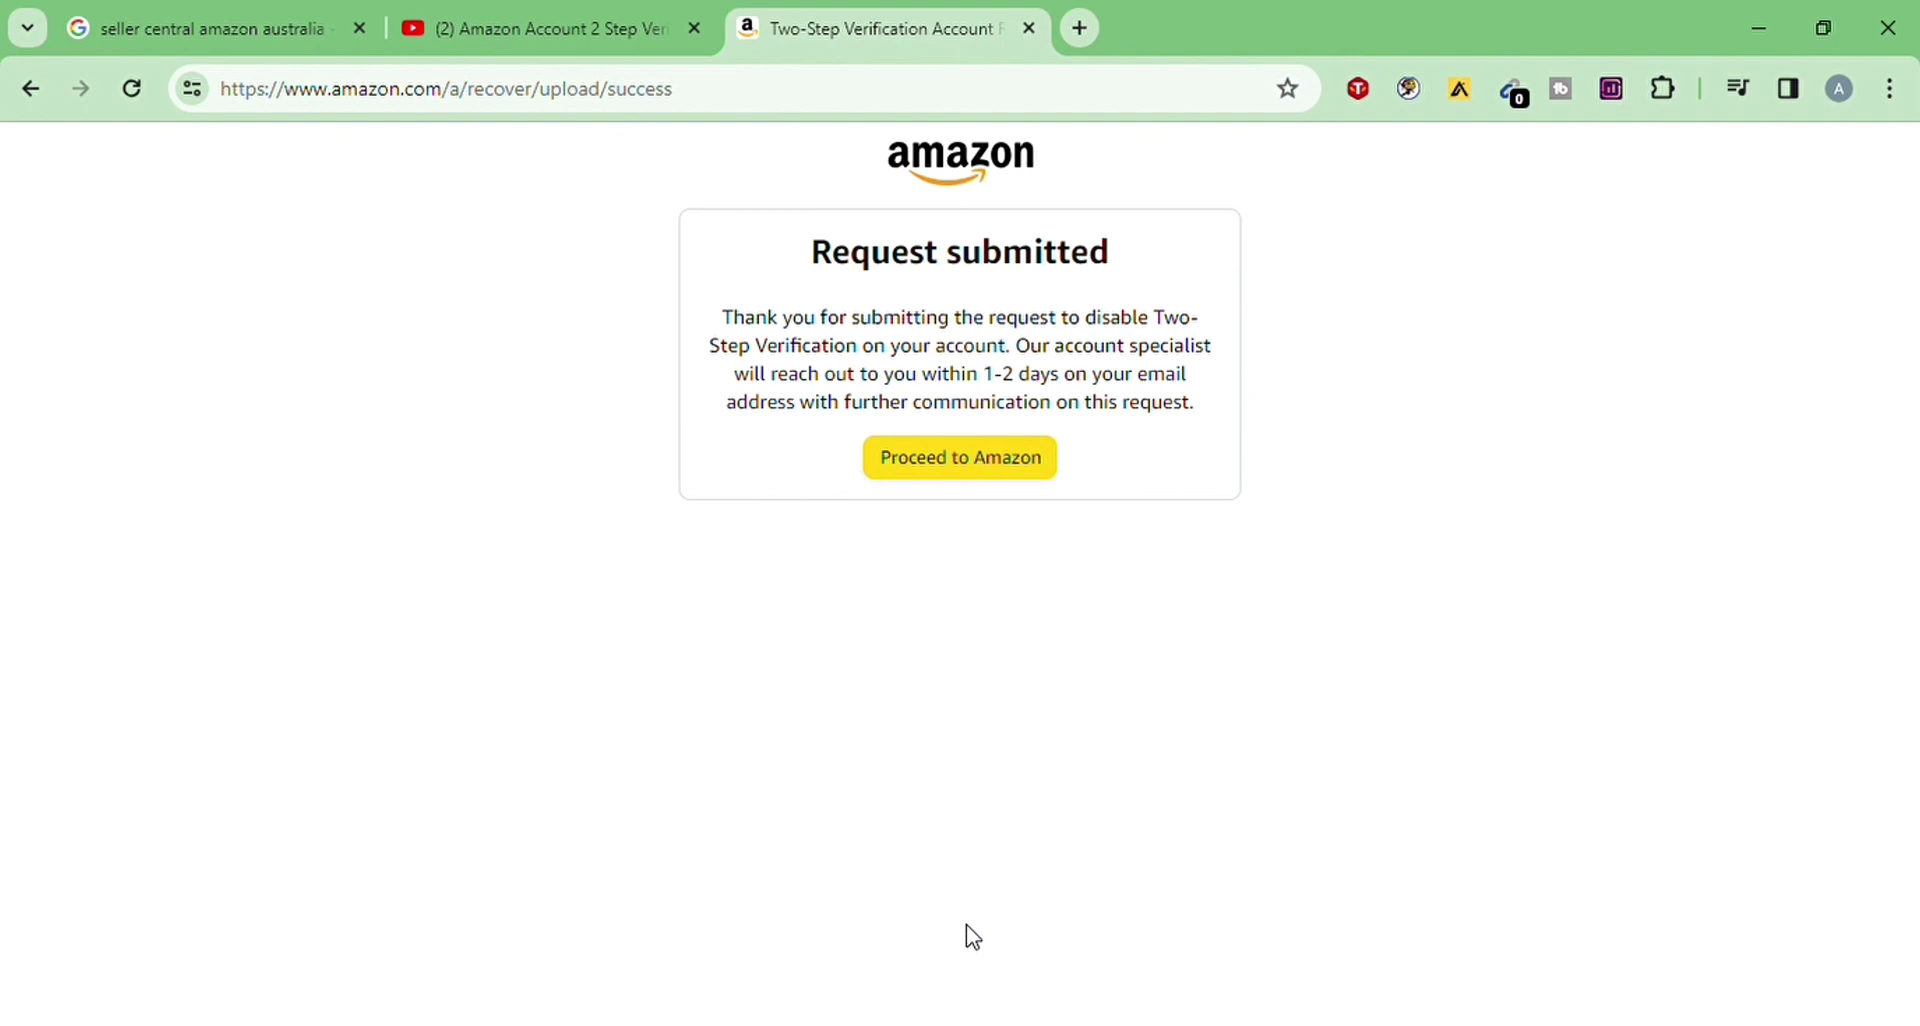 seller central amazon australia -
(2) Amazon Account 2 Step Veri
Two-Step Verification Account R
https://www.amazon.com/a/recover/upload/success
0
tb
A
amazon
Request submitted
Thank you for submitting the request to disable Two-
Step Verification on your account. Our account specialist
will reach out to you within 1-2 days on your email
address with further communication on this request.
Proceed to Amazon